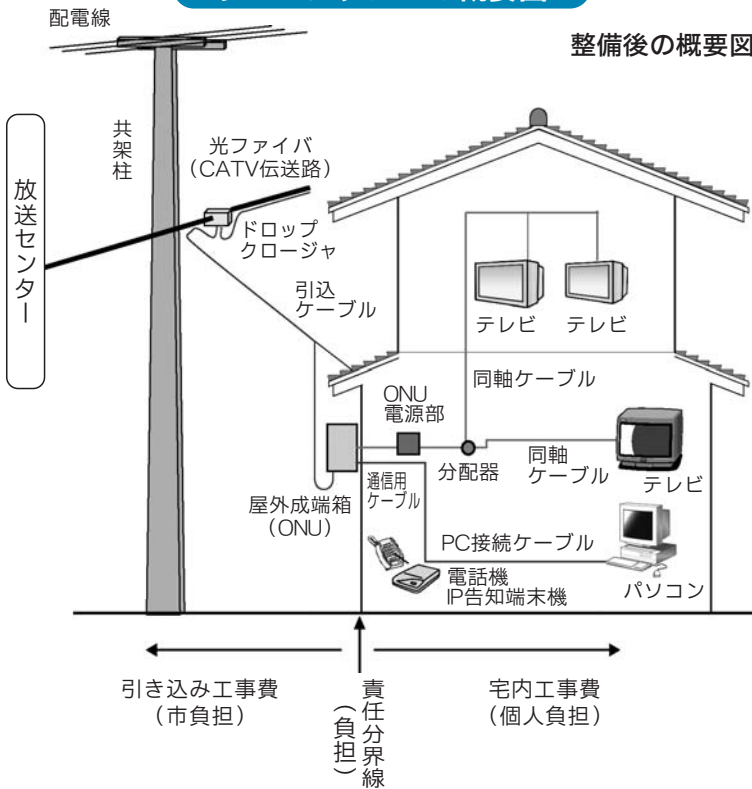 配電線
整備後の概要図
共架柱
光ファイバ
（CATV伝送路）
放送センター
ドロップ
クロージャ
引込
ケーブル
テレビ
テレビ
同軸ケーブル
ONU
電源部
分配器
同軸
ケーブル
テレビ
屋外成端箱
（ONU）
通信用
ケーブル
PC接続ケーブル
電話機
IP告知端末機
パソコン
引き込み工事費
（市負担）
責任分界線
（負担）
宅内工事費
（個人負担）